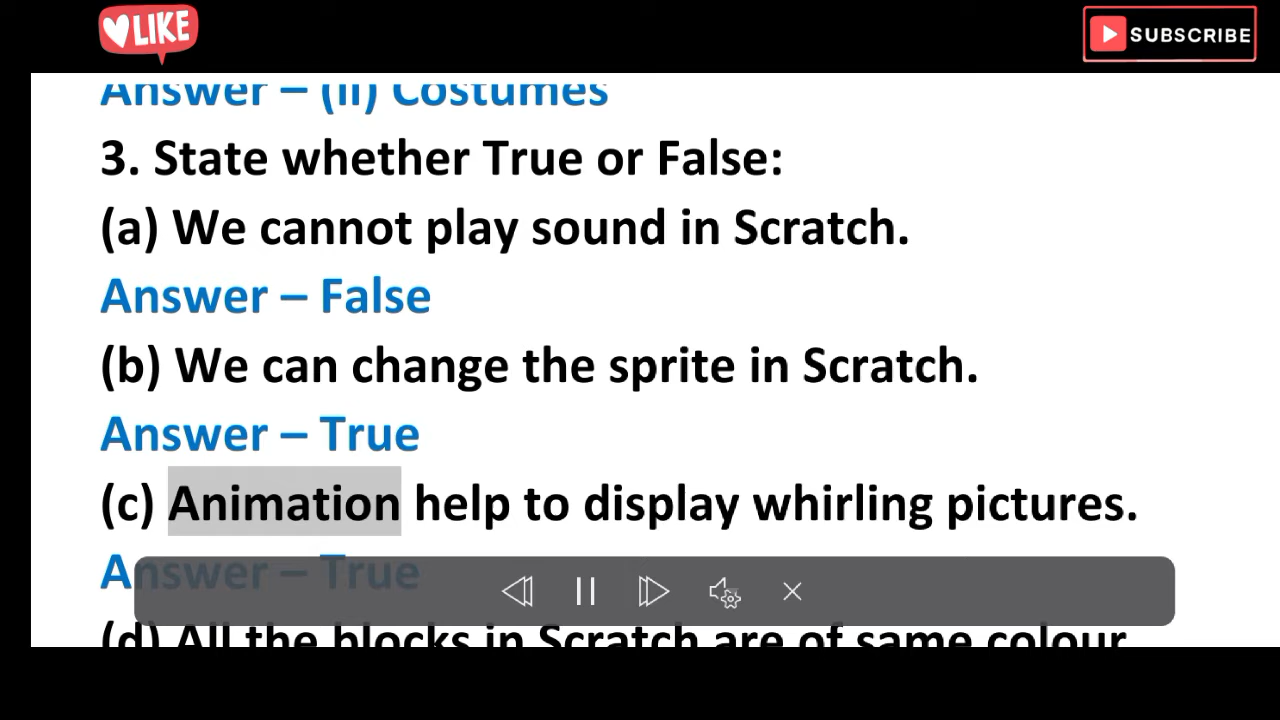 LIKE
SUBSCRIBE
Answer – (ii) Costumes
3. State whether True or False:
(a) We cannot play sound in Scratch.
Answer – False
(b) We can change the sprite in Scratch.
Answer – True
(c) Animation help to display whirling pictures.
Answer – True
(d) All the blocks in Scratch are of same colour